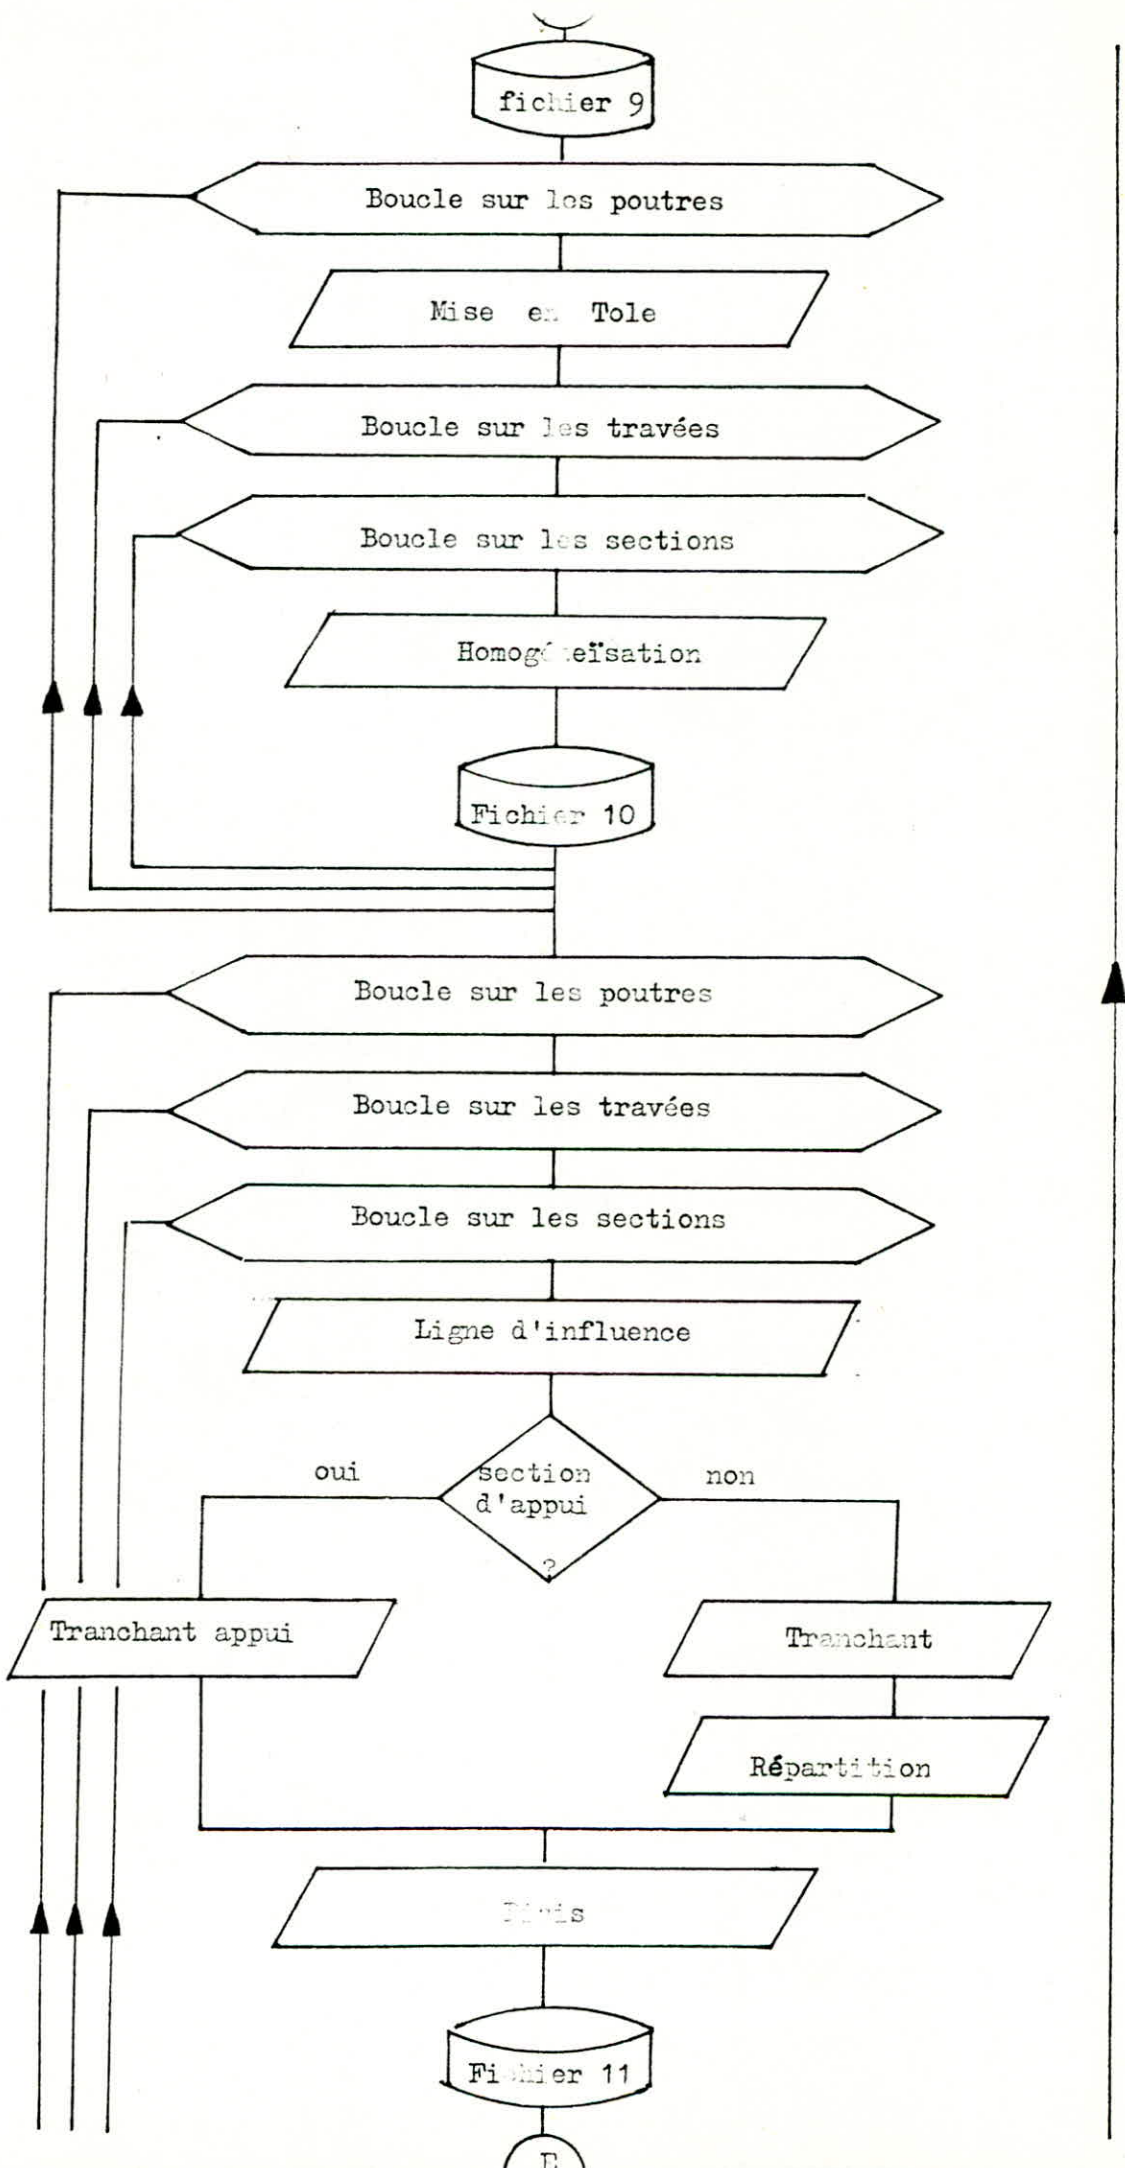 fichier 9
Boucle sur les poutres
Mise en Tole
Boucle sur les travées
Boucle sur les sections
Homogéneïsation
Fichier 10
Boucle sur les poutres
Boucle sur les travées
Boucle sur les sections
Ligne d'influence
oui
section
d'appui
?
non
Tranchant appui
Tranchant
Répartition
Fichier 11